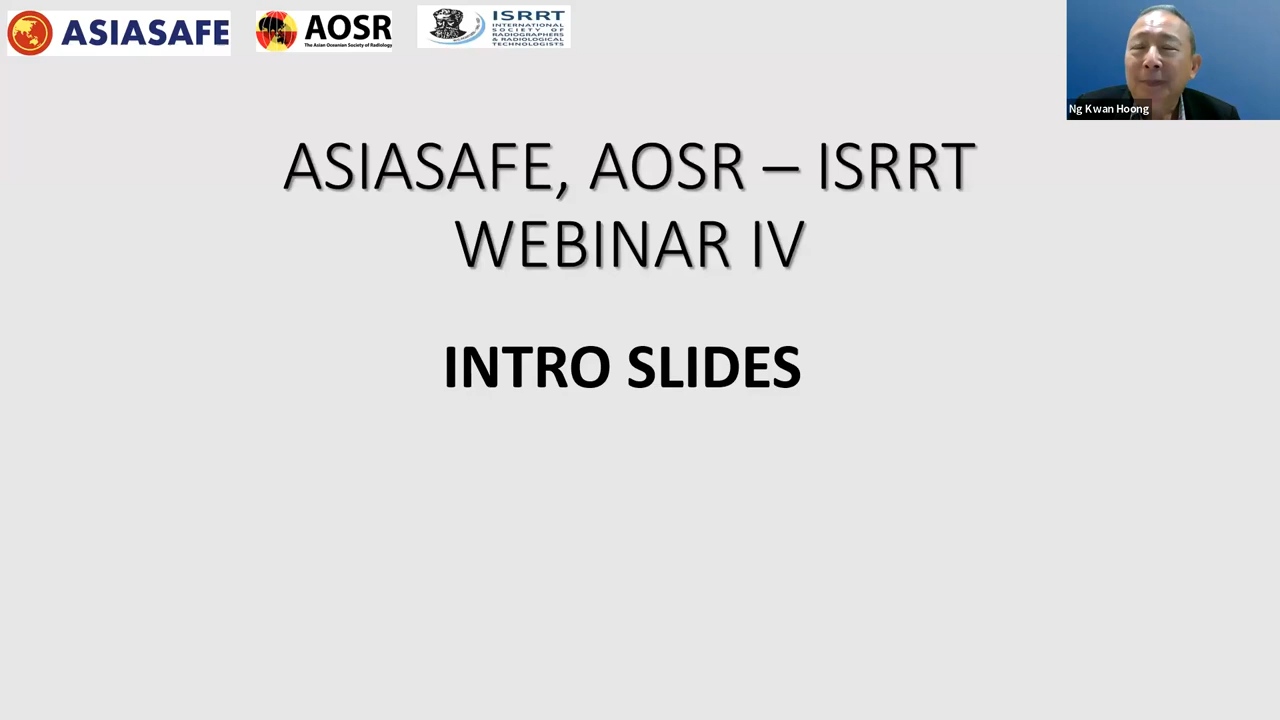 ASIASAFE
AOSR
The Asian Oceanian Society of Radiology
ISRRT
INTERNATIONAL
SOCIETY OF
RADIOGRAPHERS
& RADIOLOGICAL
TECHNOLOGISTS
Ng Kwan Hoong
ASIASAFE, AOSR – ISRRT
WEBINAR IV
INTRO SLIDES